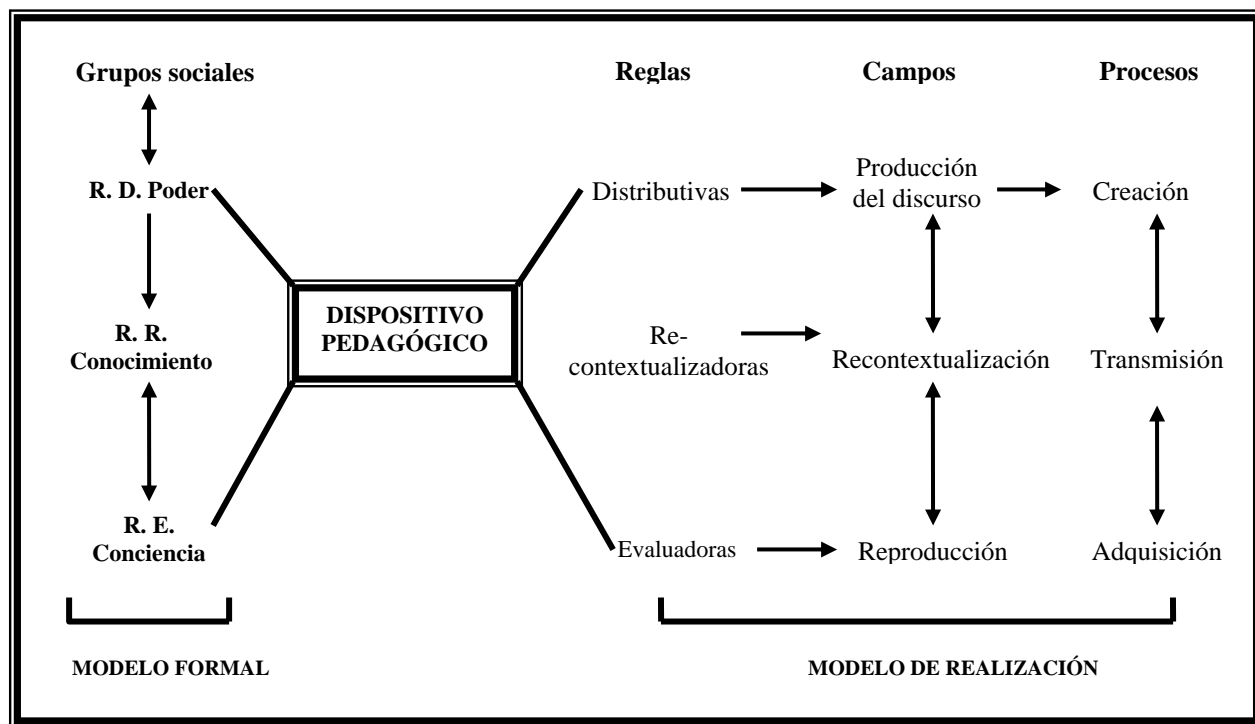 Grupos sociales
Reglas
Campos
Procesos
R. D. Poder
Distributivas
Producción
del discurso
Creación
DISPOSITIVO
PEDAGÓGICO
R. R.
Conocimiento
Re-
contextualizadoras
Recontextualización
Transmisión
R. E.
Conciencia
Evaluadoras
Reproducción
Adquisición
MODELO FORMAL
MODELO DE REALIZACIÓN